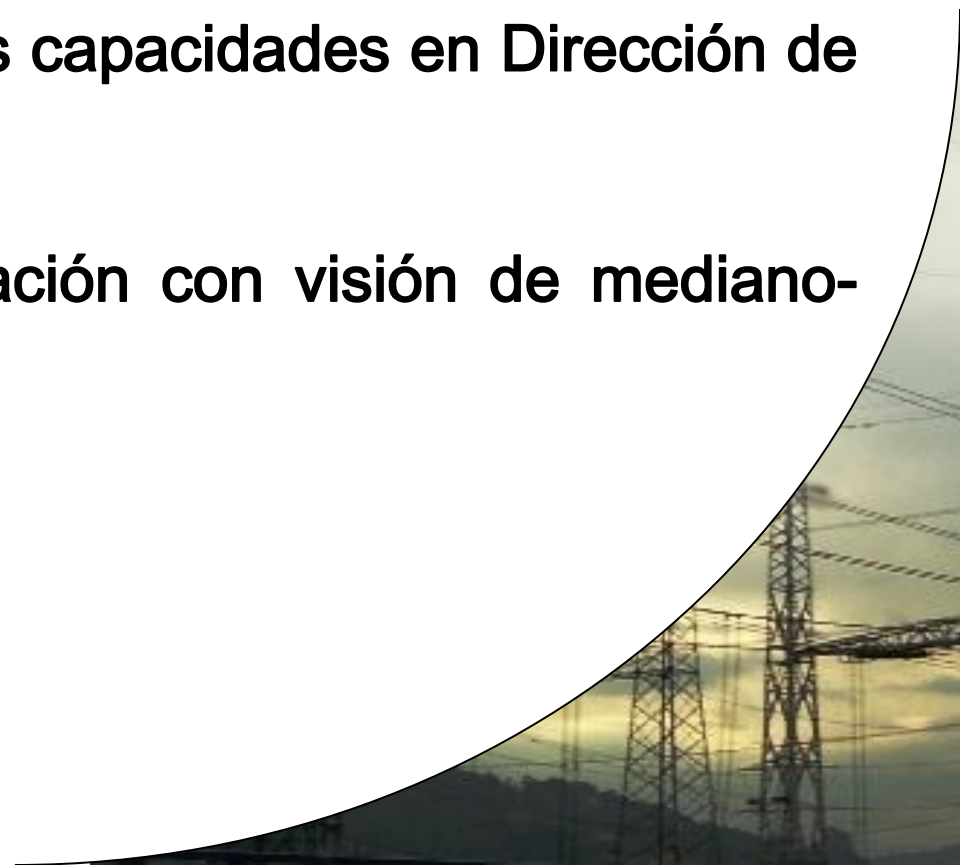 s capacidades en Dirección de
ación con visión de mediano-